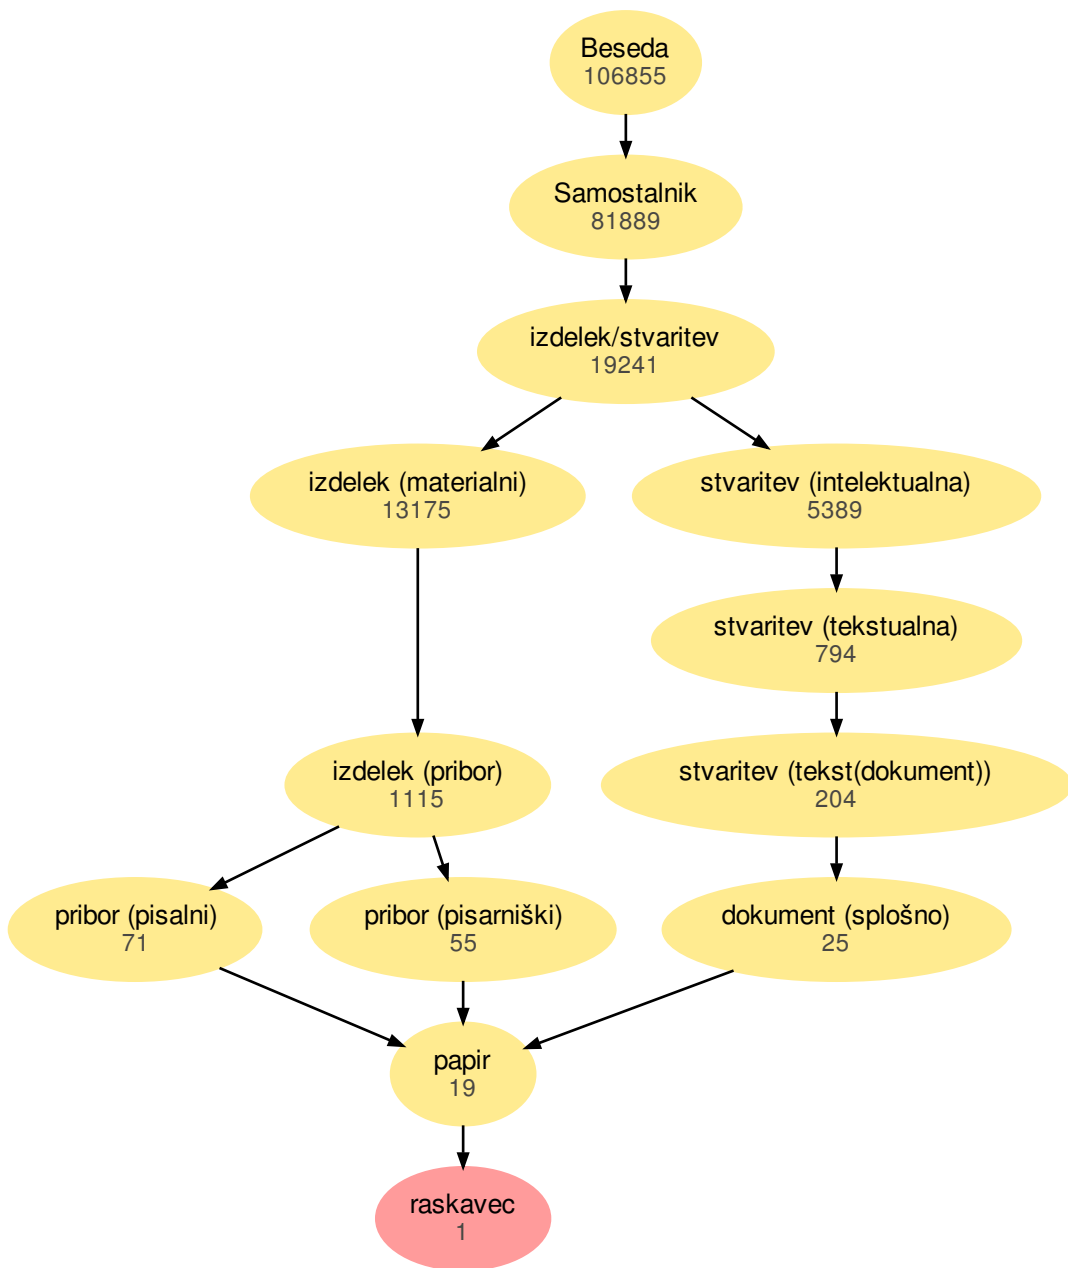 Beseda
106855
Samostalnik
81889
izdelek/stvaritev
19241
izdelek (materialni)
13175
stvaritev (intelektualna)
5389
stvaritev (tekstualna)
794
izdelek (pribor)
1115
stvaritev (tekst(dokument))
204
pribor (pisalni)
71
pribor (pisarniški)
55
dokument (splošno)
25
papir
19
raskavec
1